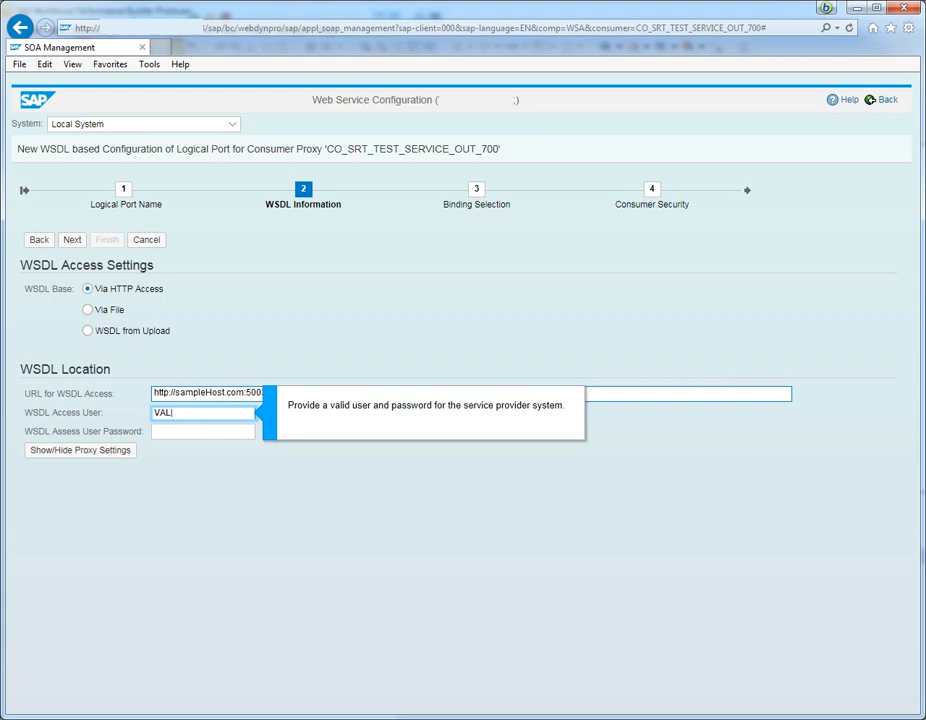 http://
/sap/bc/webdynpro/sap/appl_soap_management?sap-client=000&sap-language=EN&comp=WSA&consumer=CO_SRT_TEST_SERVICE_OUT_700#
SAP SOA Management
File Edit View Favorites Tools Help
SAP
Web Service Configuration (' ;)
Help Back
System: Local System
New WSDL based Configuration of Logical Port for Consumer Proxy 'CO_SRT_TEST_SERVICE_OUT_700'
1 2 3 4
Logical Port Name WSDL Information Binding Selection Consumer Security
Back Next Finish Cancel
WSDL Access Settings
WSDL Base: Via HTTP Access
Via File
WSDL from Upload
WSDL Location
URL for WSDL Access: http://sampleHost.com:500
Provide a valid user and password for the service provider system.
WSDL Access User: VAL
WSDL Assess User Password:
Show/Hide Proxy Settings